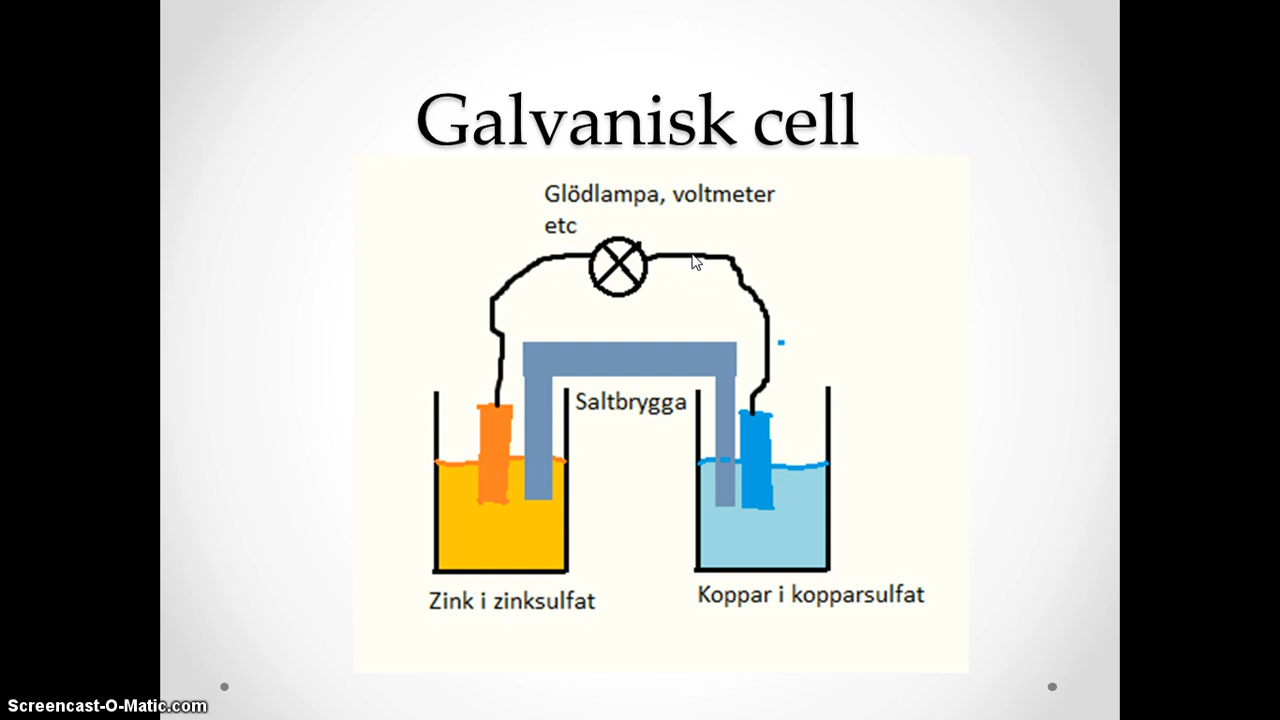 Galvanisk cell
Glödlampa, voltmeter
etc
Saltbrygga
Zink i zinksulfat
Koppar i kopparsulfat
Screencast-O-Matic.com